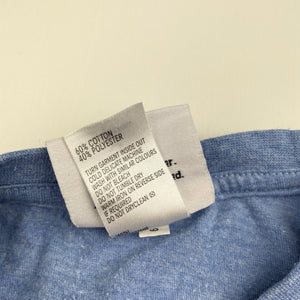 60% COTTON
40% POLYESTER
TURN GARMENT INSIDE OUT
COLD DELICATE MACHINE
WASH WITH SIMILAR COLOURS
DO NOT BLEACH
DO NOT TUMBLE DRY
WARM IRON ON REVERSE
IF REQUIRED
DO NOT DRYCLEAN